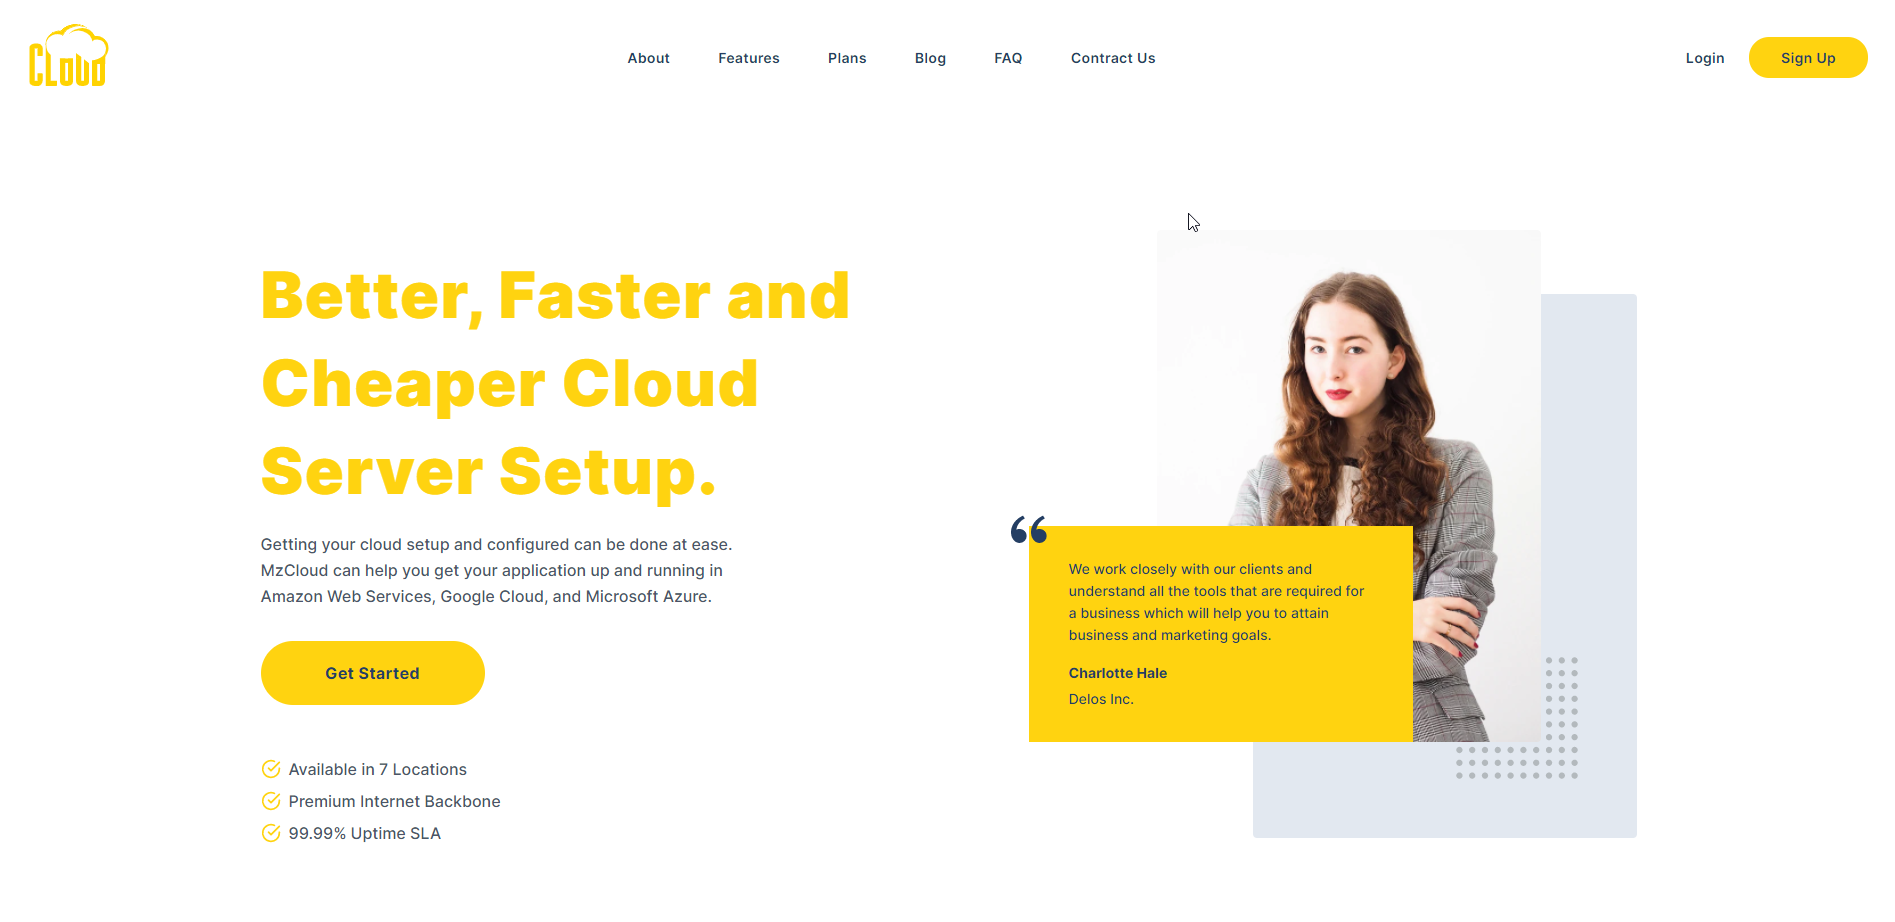 CLOUD
About
Features
Plans
Blog
FAQ
Contract Us
Login
Sign Up
Better, Faster and
Cheaper Cloud
Server Setup.
Getting your cloud setup and configured can be done at ease.
MzCloud can help you get your application up and running in
Amazon Web Services, Google Cloud, and Microsoft Azure.
Get Started
Available in 7 Locations
Premium Internet Backbone
99.99% Uptime SLA
“
We work closely with our clients and
understand all the tools that are required for
a business which will help you to attain
business and marketing goals.
Charlotte Hale
Delos Inc.